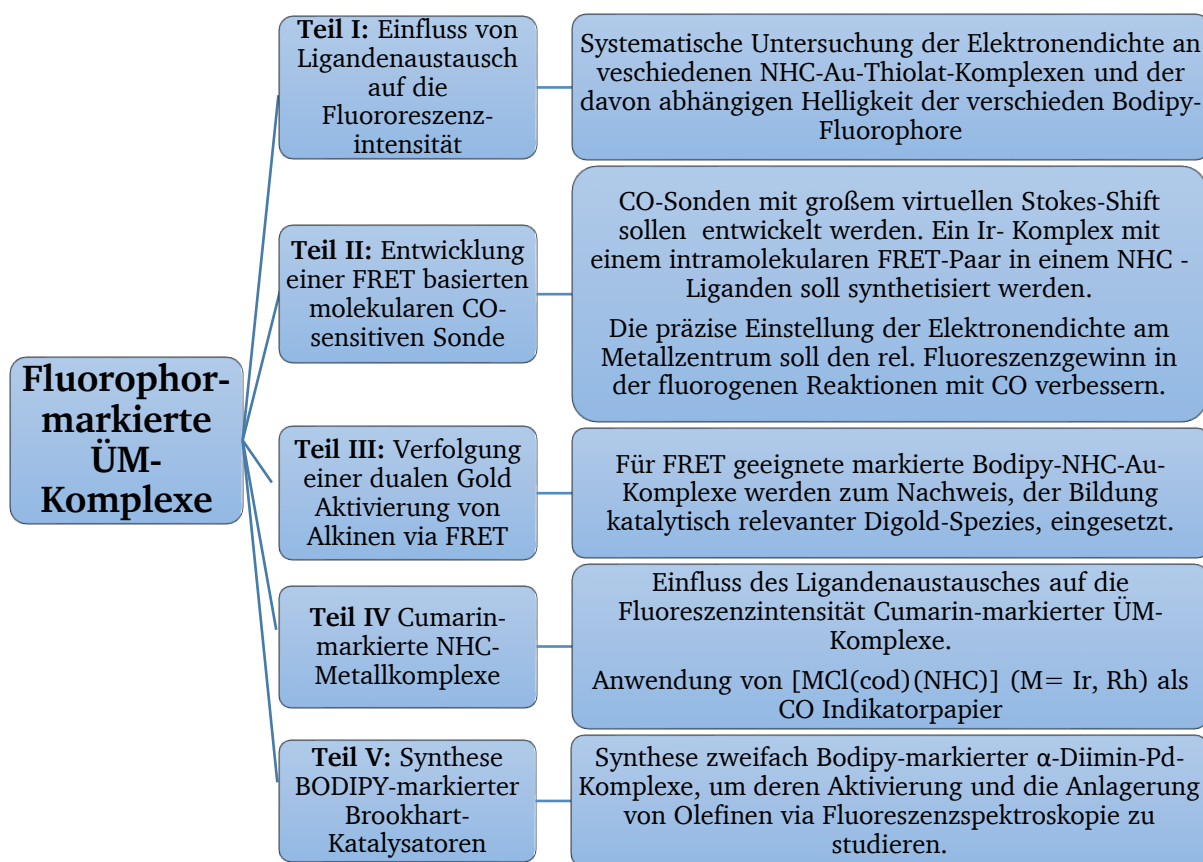 Fluorophor-
markierte
ÜM-
Komplexe
Teil I: Einfluss von
Ligandenaustausch
auf die
Fluororeszenz-
intensität
Systematische Untersuchung der Elektronendichte an
veschiedenen NHC-Au-Thiolat-Komplexen und der
davon abhängigen Helligkeit der verschieden Bodipy-
Fluorophore
Teil II: Entwicklung
einer FRET basierten
molekularen CO-
sensitiven Sonde
CO-Sonden mit großem virtuellen Stokes-Shift
sollen entwickelt werden. Ein Ir- Komplex mit
einem intramolekularen FRET-Paar in einem NHC -
Liganden soll synthetisiert werden.
Die präzise Einstellung der Elektronendichte am
Metallzentrum soll den rel. Fluoreszenzgewinn in
der fluorogenen Reaktionen mit CO verbessern.
Teil III: Verfolgung
einer dualen Gold
Aktivierung von
Alkinen via FRET
Für FRET geeignete markierte Bodipy-NHC-Au-
Komplexe werden zum Nachweis, der Bildung
katalytisch relevanter Digold-Spezies, eingesetzt.
Teil IV Cumarin-
markierte NHC-
Metallkomplexe
Einfluss des Ligandenaustausches auf die
Fluoreszenzintensität Cumarin-markierter ÜM-
Komplexe.
Anwendung von [MCl(cod)(NHC)] (M= Ir, Rh) als
CO Indikatorpapier
Teil V: Synthese
BODIPY-markierter
Brookhart-
Katalysatoren
Synthese zweifach Bodipy-markierter α-Diimin-Pd-
Komplexe, um deren Aktivierung und die Anlagerung
von Olefinen via Fluoreszenzspektroskopie zu
studieren.